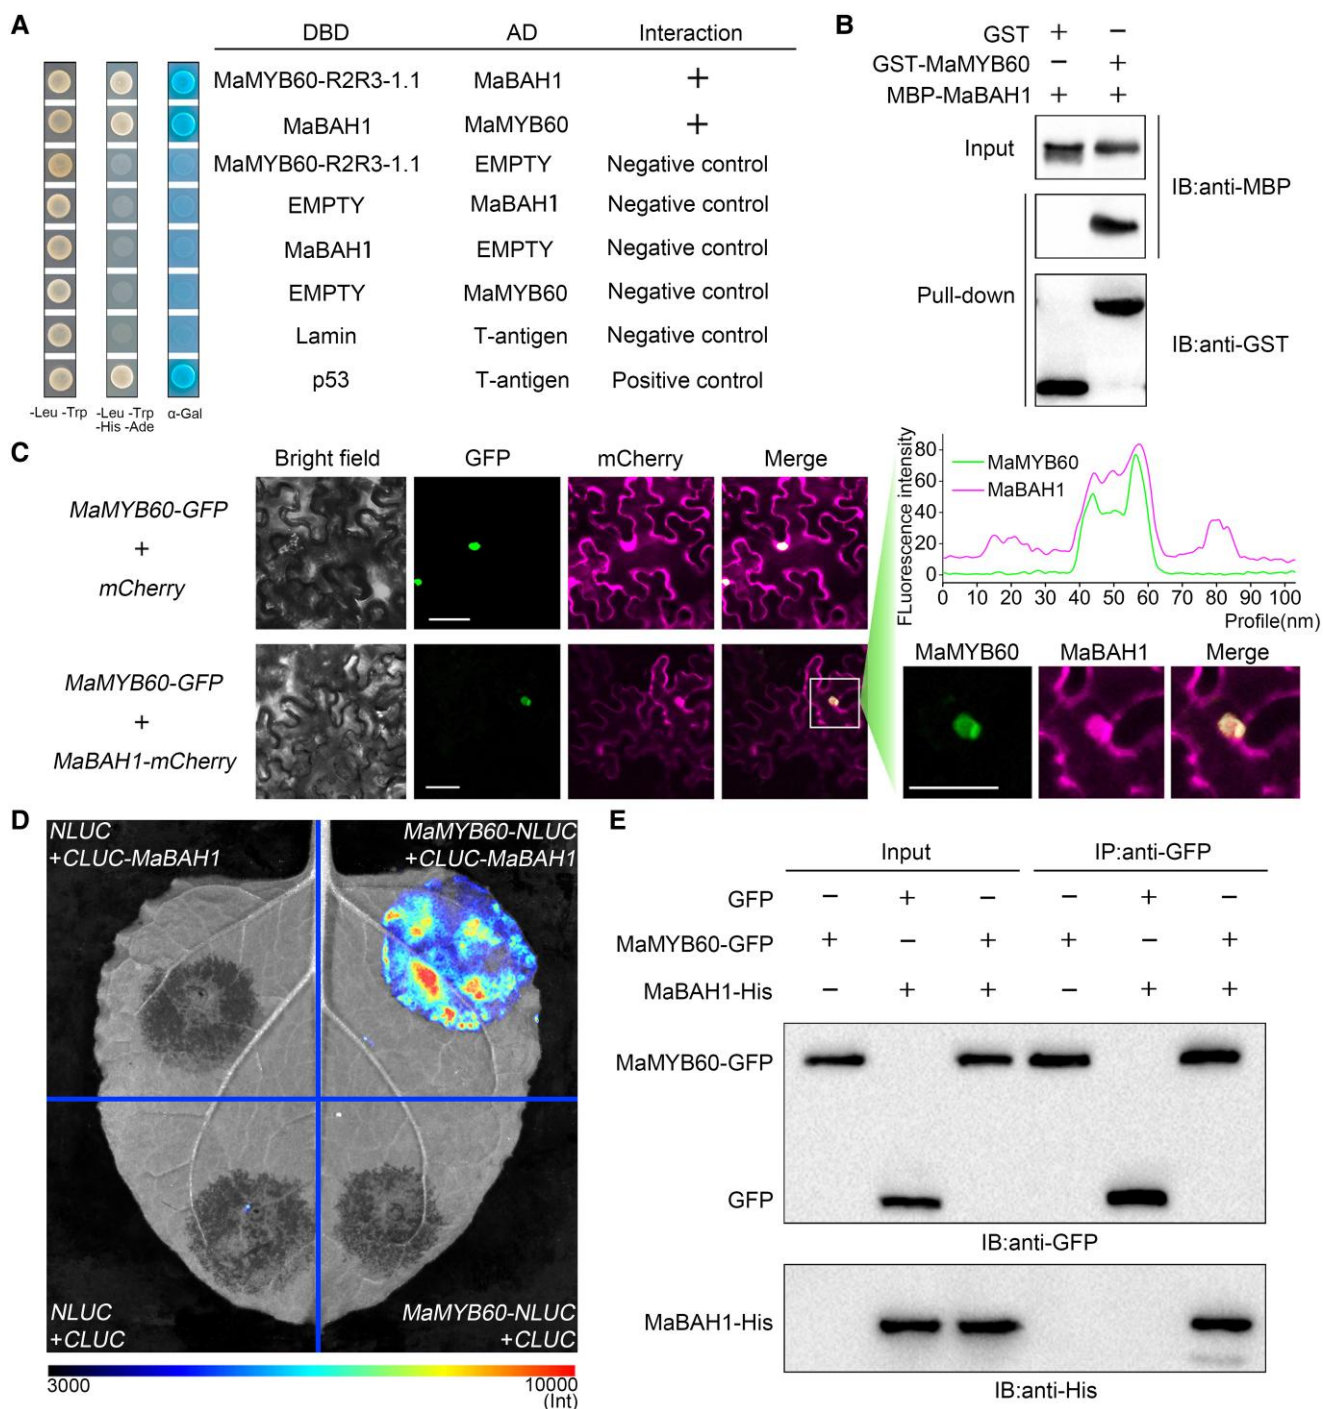 A
DBD AD Interaction
MaMYB60-R2R3-1.1 MaBAH1 +
MaBAH1 MaMYB60 +
MaMYB60-R2R3-1.1 EMPTY Negative control
EMPTY MaBAH1 Negative control
MaBAH1 EMPTY Negative control
EMPTY MaMYB60 Negative control
Lamin T-antigen Negative control
p53 T-antigen Positive control
-Leu -Trp
-Leu -Trp
-His -Ade
α-Gal
B
GST + −
GST-MaMYB60 − +
MBP-MaBAH1 + +
Input
IB:anti-MBP
Pull-down
IB:anti-GST
C
Bright field GFP mCherry Merge
MaMYB60-GFP
+
mCherry
MaMYB60-GFP
+
MaBAH1-mCherry
FLuorescence intensity
80
60
40
20
0
MaMYB60
MaBAH1
0 10 20 30 40 50 60 70 80 90 100
Profile(nm)
MaMYB60 MaBAH1 Merge
D
NLUC
+CLUC-MaBAH1
MaMYB60-NLUC
+CLUC-MaBAH1
NLUC
+CLUC
MaMYB60-NLUC
+CLUC
3000 10000
(Int)
E
Input IP:anti-GFP
GFP − + − − + −
MaMYB60-GFP + − + + − +
MaBAH1-His − + + − + +
MaMYB60-GFP
GFP
IB:anti-GFP
MaBAH1-His
IB:anti-His